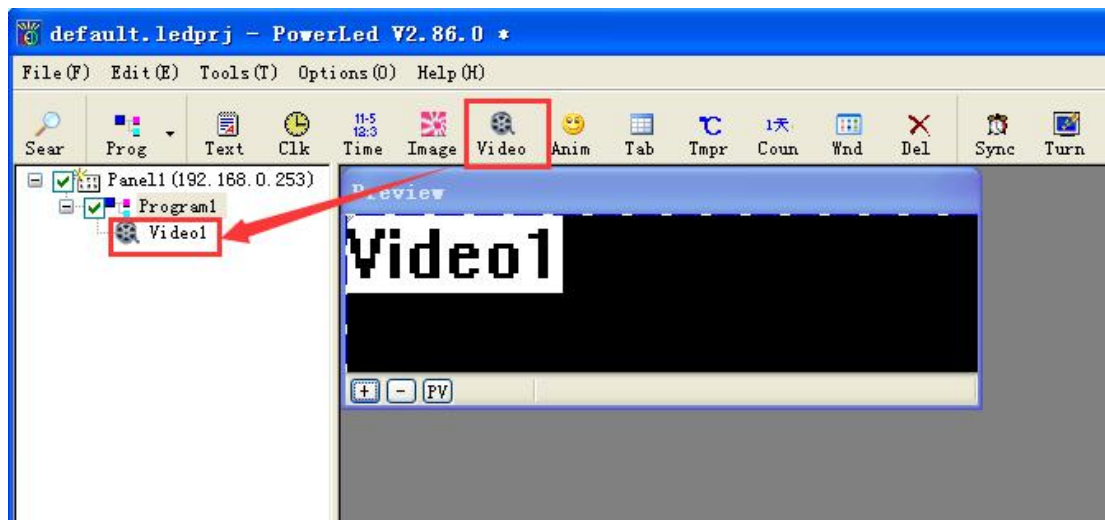 default.ledprj - PowerLed V2.86.0 *
File(F) Edit(E) Tools(T) Options(O) Help(H)
11-5
12:3
℃ 1天
Sear Prog Text Clk Time Image Video Anim Tab Tmpr Coun Wnd Del Sync Turn
Panel1(192.168.0.253)
Program1
Video1
Preview
Video1
+ - PV